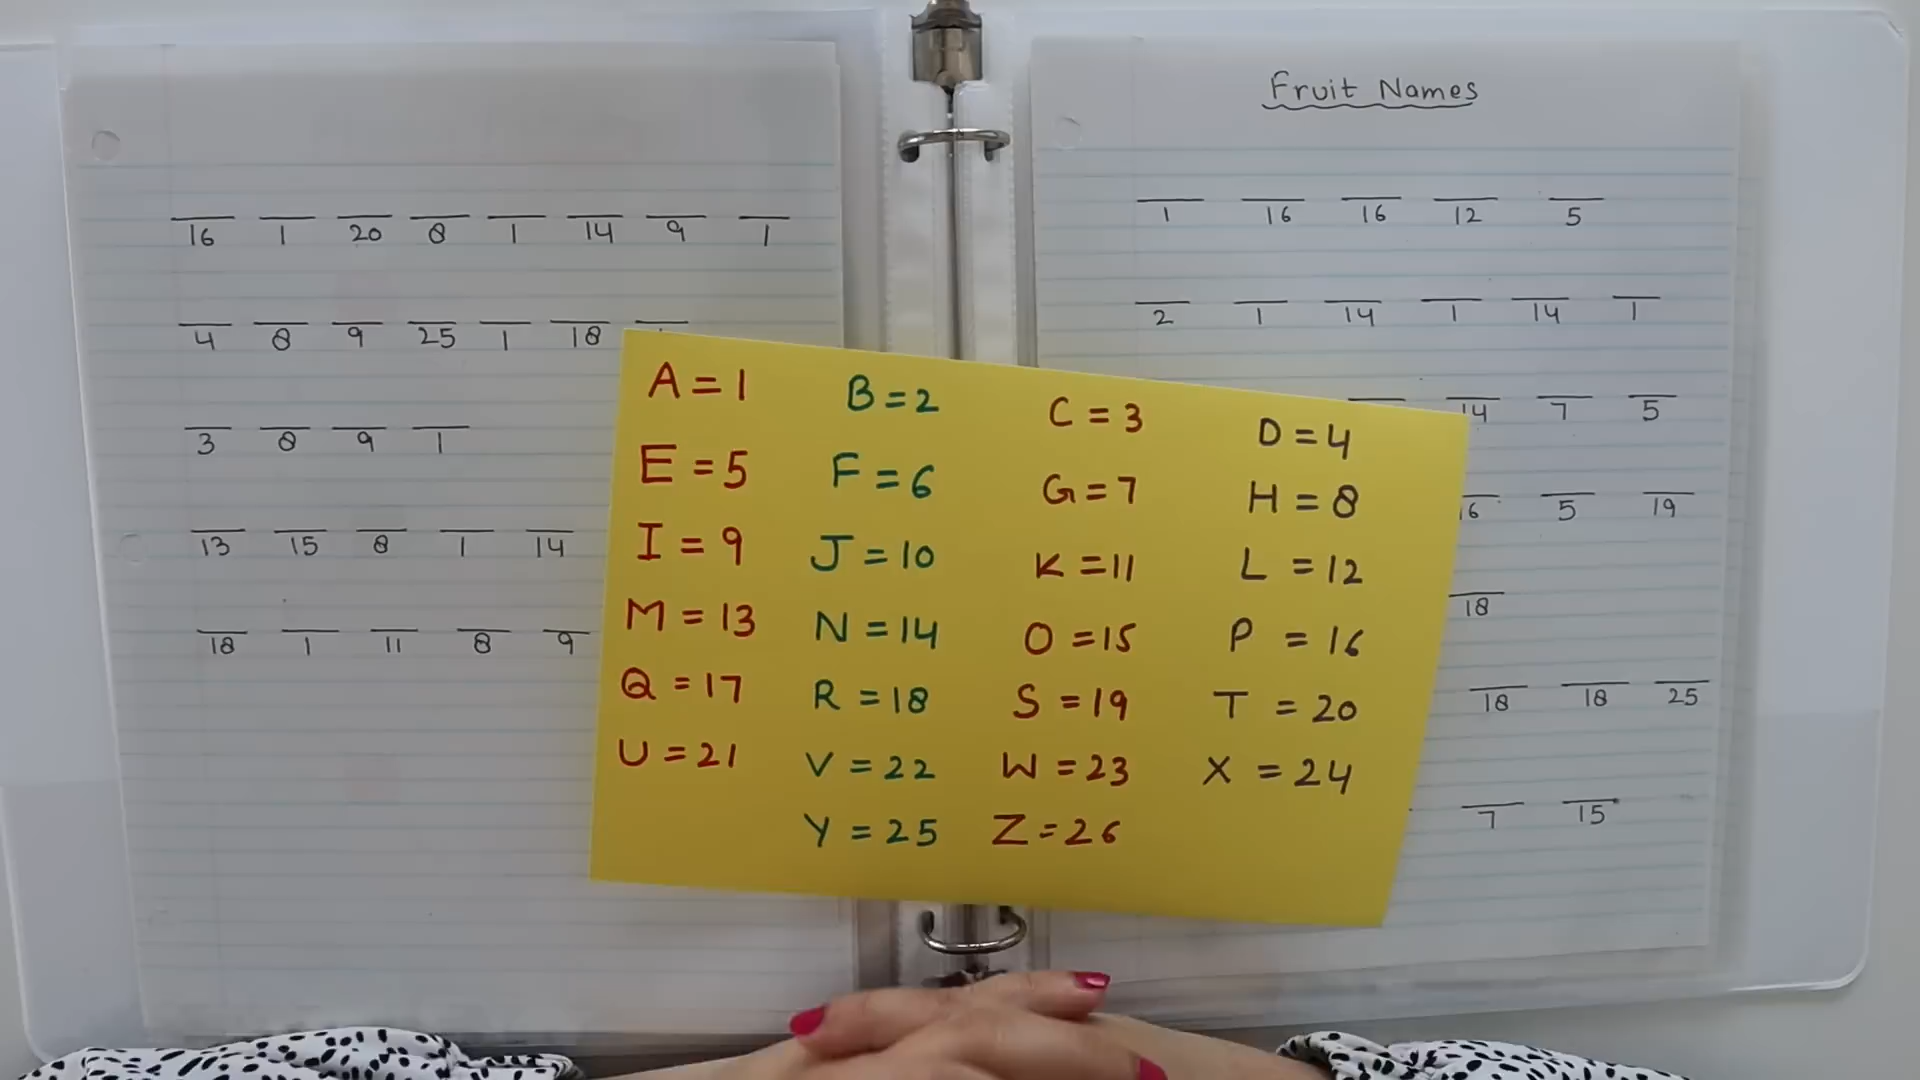 16 1 20 8 1 14 9 1
4 8 9 25 1 18
3 8 9 1
13 15 8 1 14
18 1 11 8 9
Fruit Names
1 16 16 12 5
2 1 14 1 14 1
14 7 5
16 5 19
18
18 18 25
7 15
A = 1 B = 2 C = 3 D = 4
E = 5 F = 6 G = 7 H = 8
I = 9 J = 10 K = 11 L = 12
M = 13 N = 14 O = 15 P = 16
Q = 17 R = 18 S = 19 T = 20
U = 21 V = 22 W = 23 X = 24
Y = 25 Z = 26